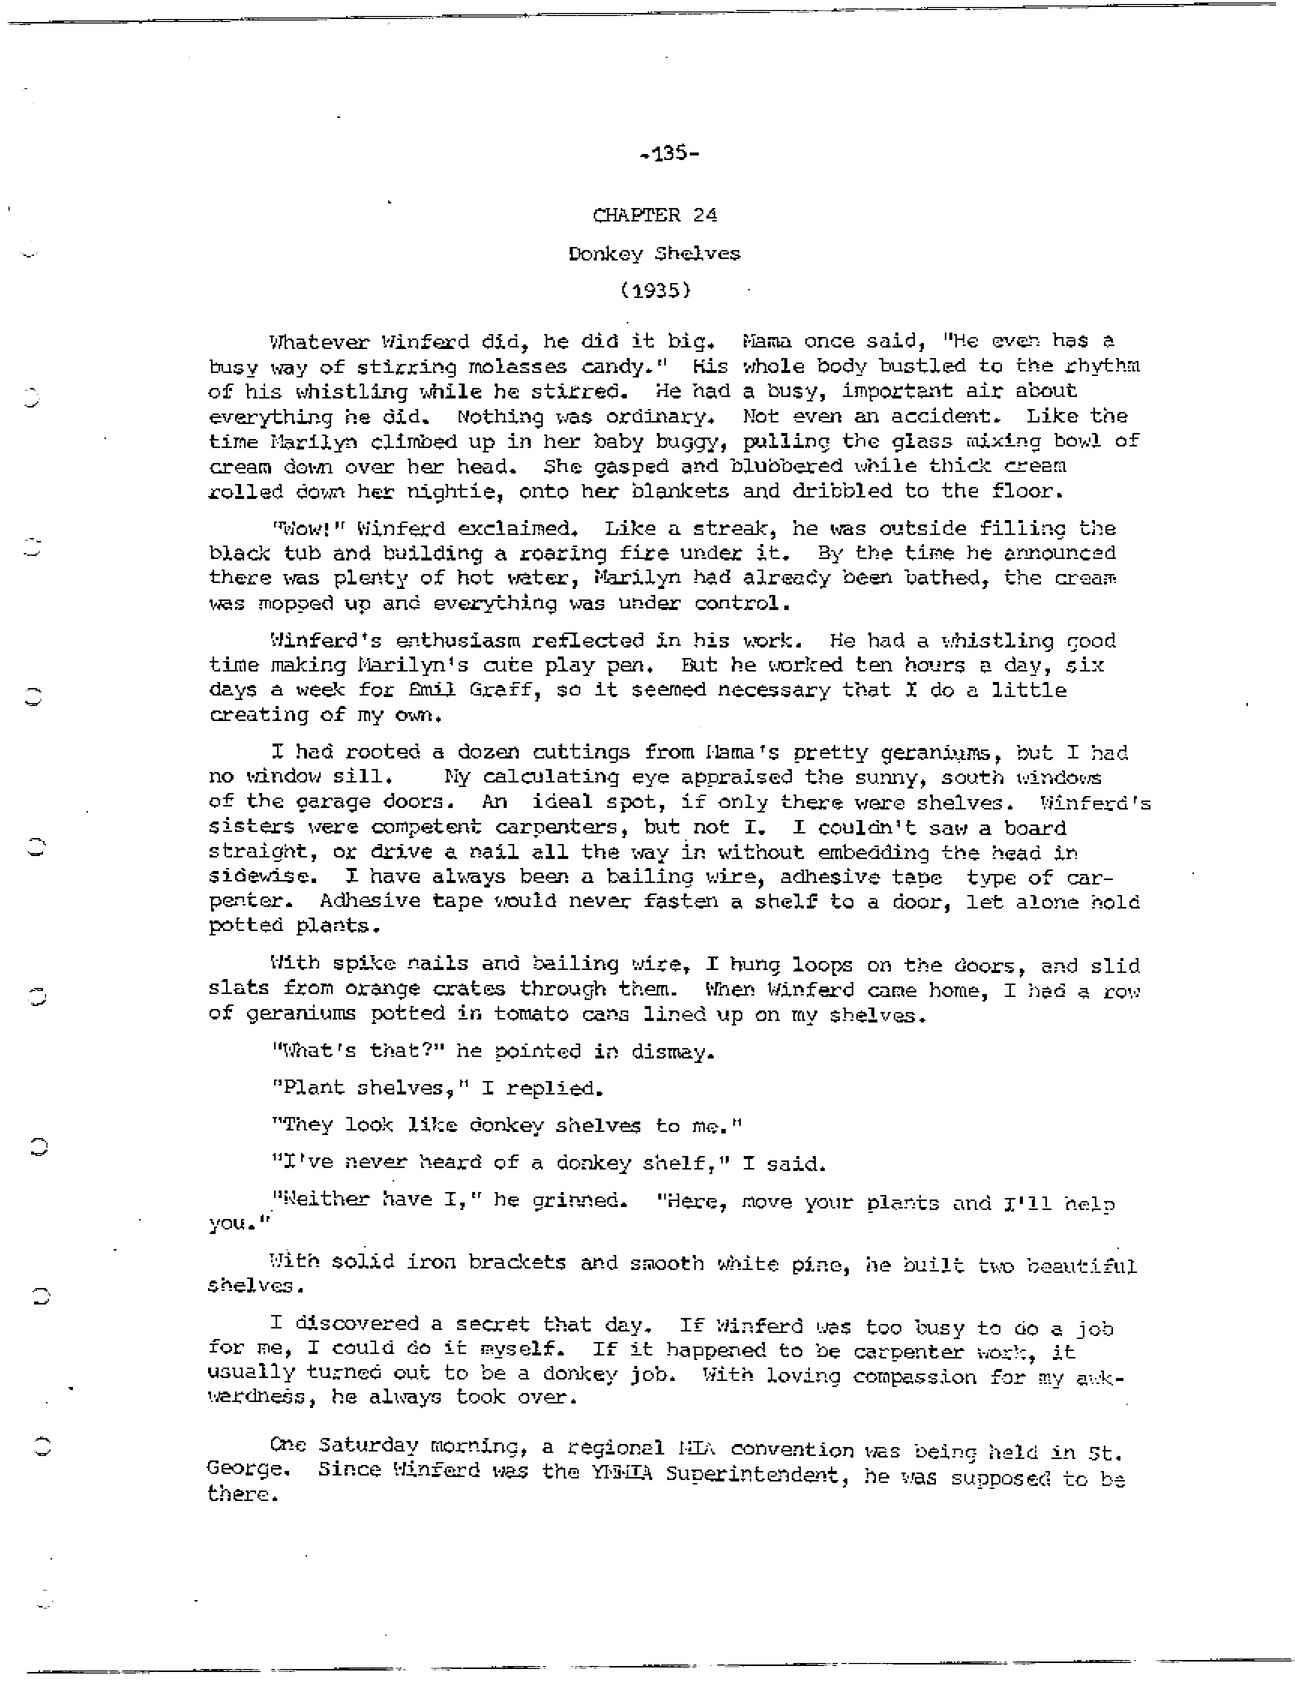 -135-
CHAPTER 24
Donkey Shelves
(1935)
Whatever Winferd did, he did it big. Mama once said, "He even has a
busy way of stirring molasses candy." His whole body bustled to the rhythm
of his whistling while he stirred. He had a busy, important air about
everything he did. Nothing was ordinary. Not even an accident. Like the
time Marilyn climbed up in her baby buggy, pulling the glass mixing bowl of
cream down over her head. She gasped and blubbered while thick cream
rolled down her nightie, onto her blankets and dribbled to the floor.
"Wow!" Winferd exclaimed. Like a streak, he was outside filling the
black tub and building a roaring fire under it. By the time he announced
there was plenty of hot water, Marilyn had already been bathed, the cream
was mopped up and everything was under control.
Winferd's enthusiasm reflected in his work. He had a whistling good
time making Marilyn's cute play pen. But he worked ten hours a day, six
days a week for Emil Graff, so it seemed necessary that I do a little
creating of my own.
I had rooted a dozen cuttings from Mama's pretty geraniums, but I had
no window sill. My calculating eye appraised the sunny, south windows
of the garage doors. An ideal spot, if only there were shelves. Winferd's
sisters were competent carpenters, but not I. I couldn't saw a board
straight, or drive a nail all the way in without embedding the head in
sidewise. I have always been a bailing wire, adhesive tape type of car-
penter. Adhesive tape would never fasten a shelf to a door, let alone hold
potted plants.
With spike nails and bailing wire, I hung loops on the doors, and slid
slats from orange crates through them. When Winferd came home, I had a row
of geraniums potted in tomato cans lined up on my shelves.
"What's that?" he pointed in dismay.
"Plant shelves," I replied.
"They look like donkey shelves to me."
"I've never heard of a donkey shelf," I said.
"Neither have I," he grinned. "Here, move your plants and I'll help
you."
With solid iron brackets and smooth white pine, he built two beautiful
shelves.
I discovered a secret that day. If Winferd was too busy to do a job
for me, I could do it myself. If it happened to be carpenter work, it
usually turned out to be a donkey job. With loving compassion for my awk-
wardness, he always took over.
One Saturday morning, a regional MIA convention was being held in St.
George. Since Winferd was the YMMIA Superintendent, he was supposed to be
there.